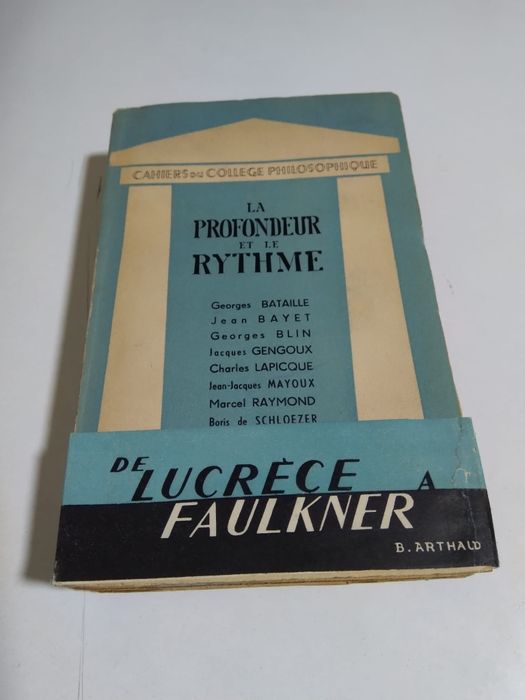 CAHIERS DU COLLEGE PHILOSOPHIQUE
LA
PROFONDEUR
ET LE
RYTHME
Georges BATAILLE
Jean BAYET
Georges BLIN
Jacques GENGOUX
Charles LAPICQUE
Jean-Jacques MAYOUX
Marcel RAYMOND
Boris de SCHLOEZER
DE
LUCRÈCE A
FAULKNER
B. ARTHAUD